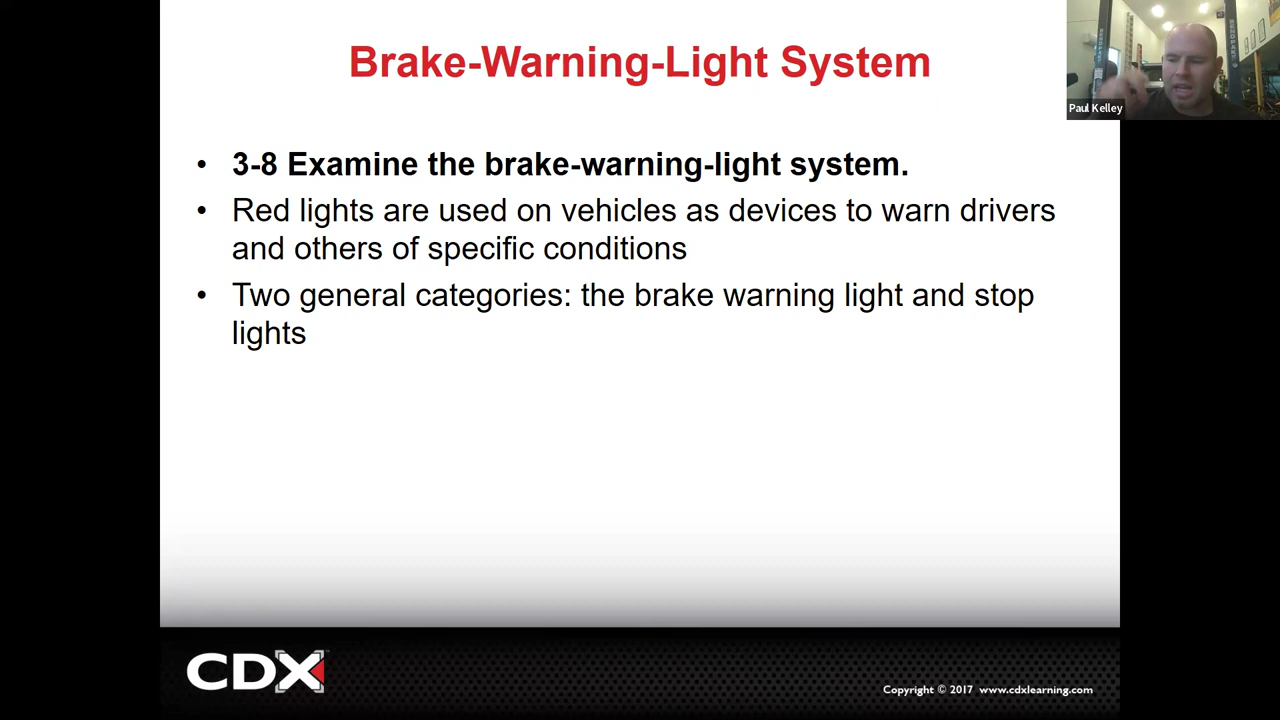 Brake-Warning-Light System
Paul Kelley
• 3-8 Examine the brake-warning-light system.
• Red lights are used on vehicles as devices to warn drivers
and others of specific conditions
• Two general categories: the brake warning light and stop
lights
CDX
Copyright © 2017 www.cdxlearning.com